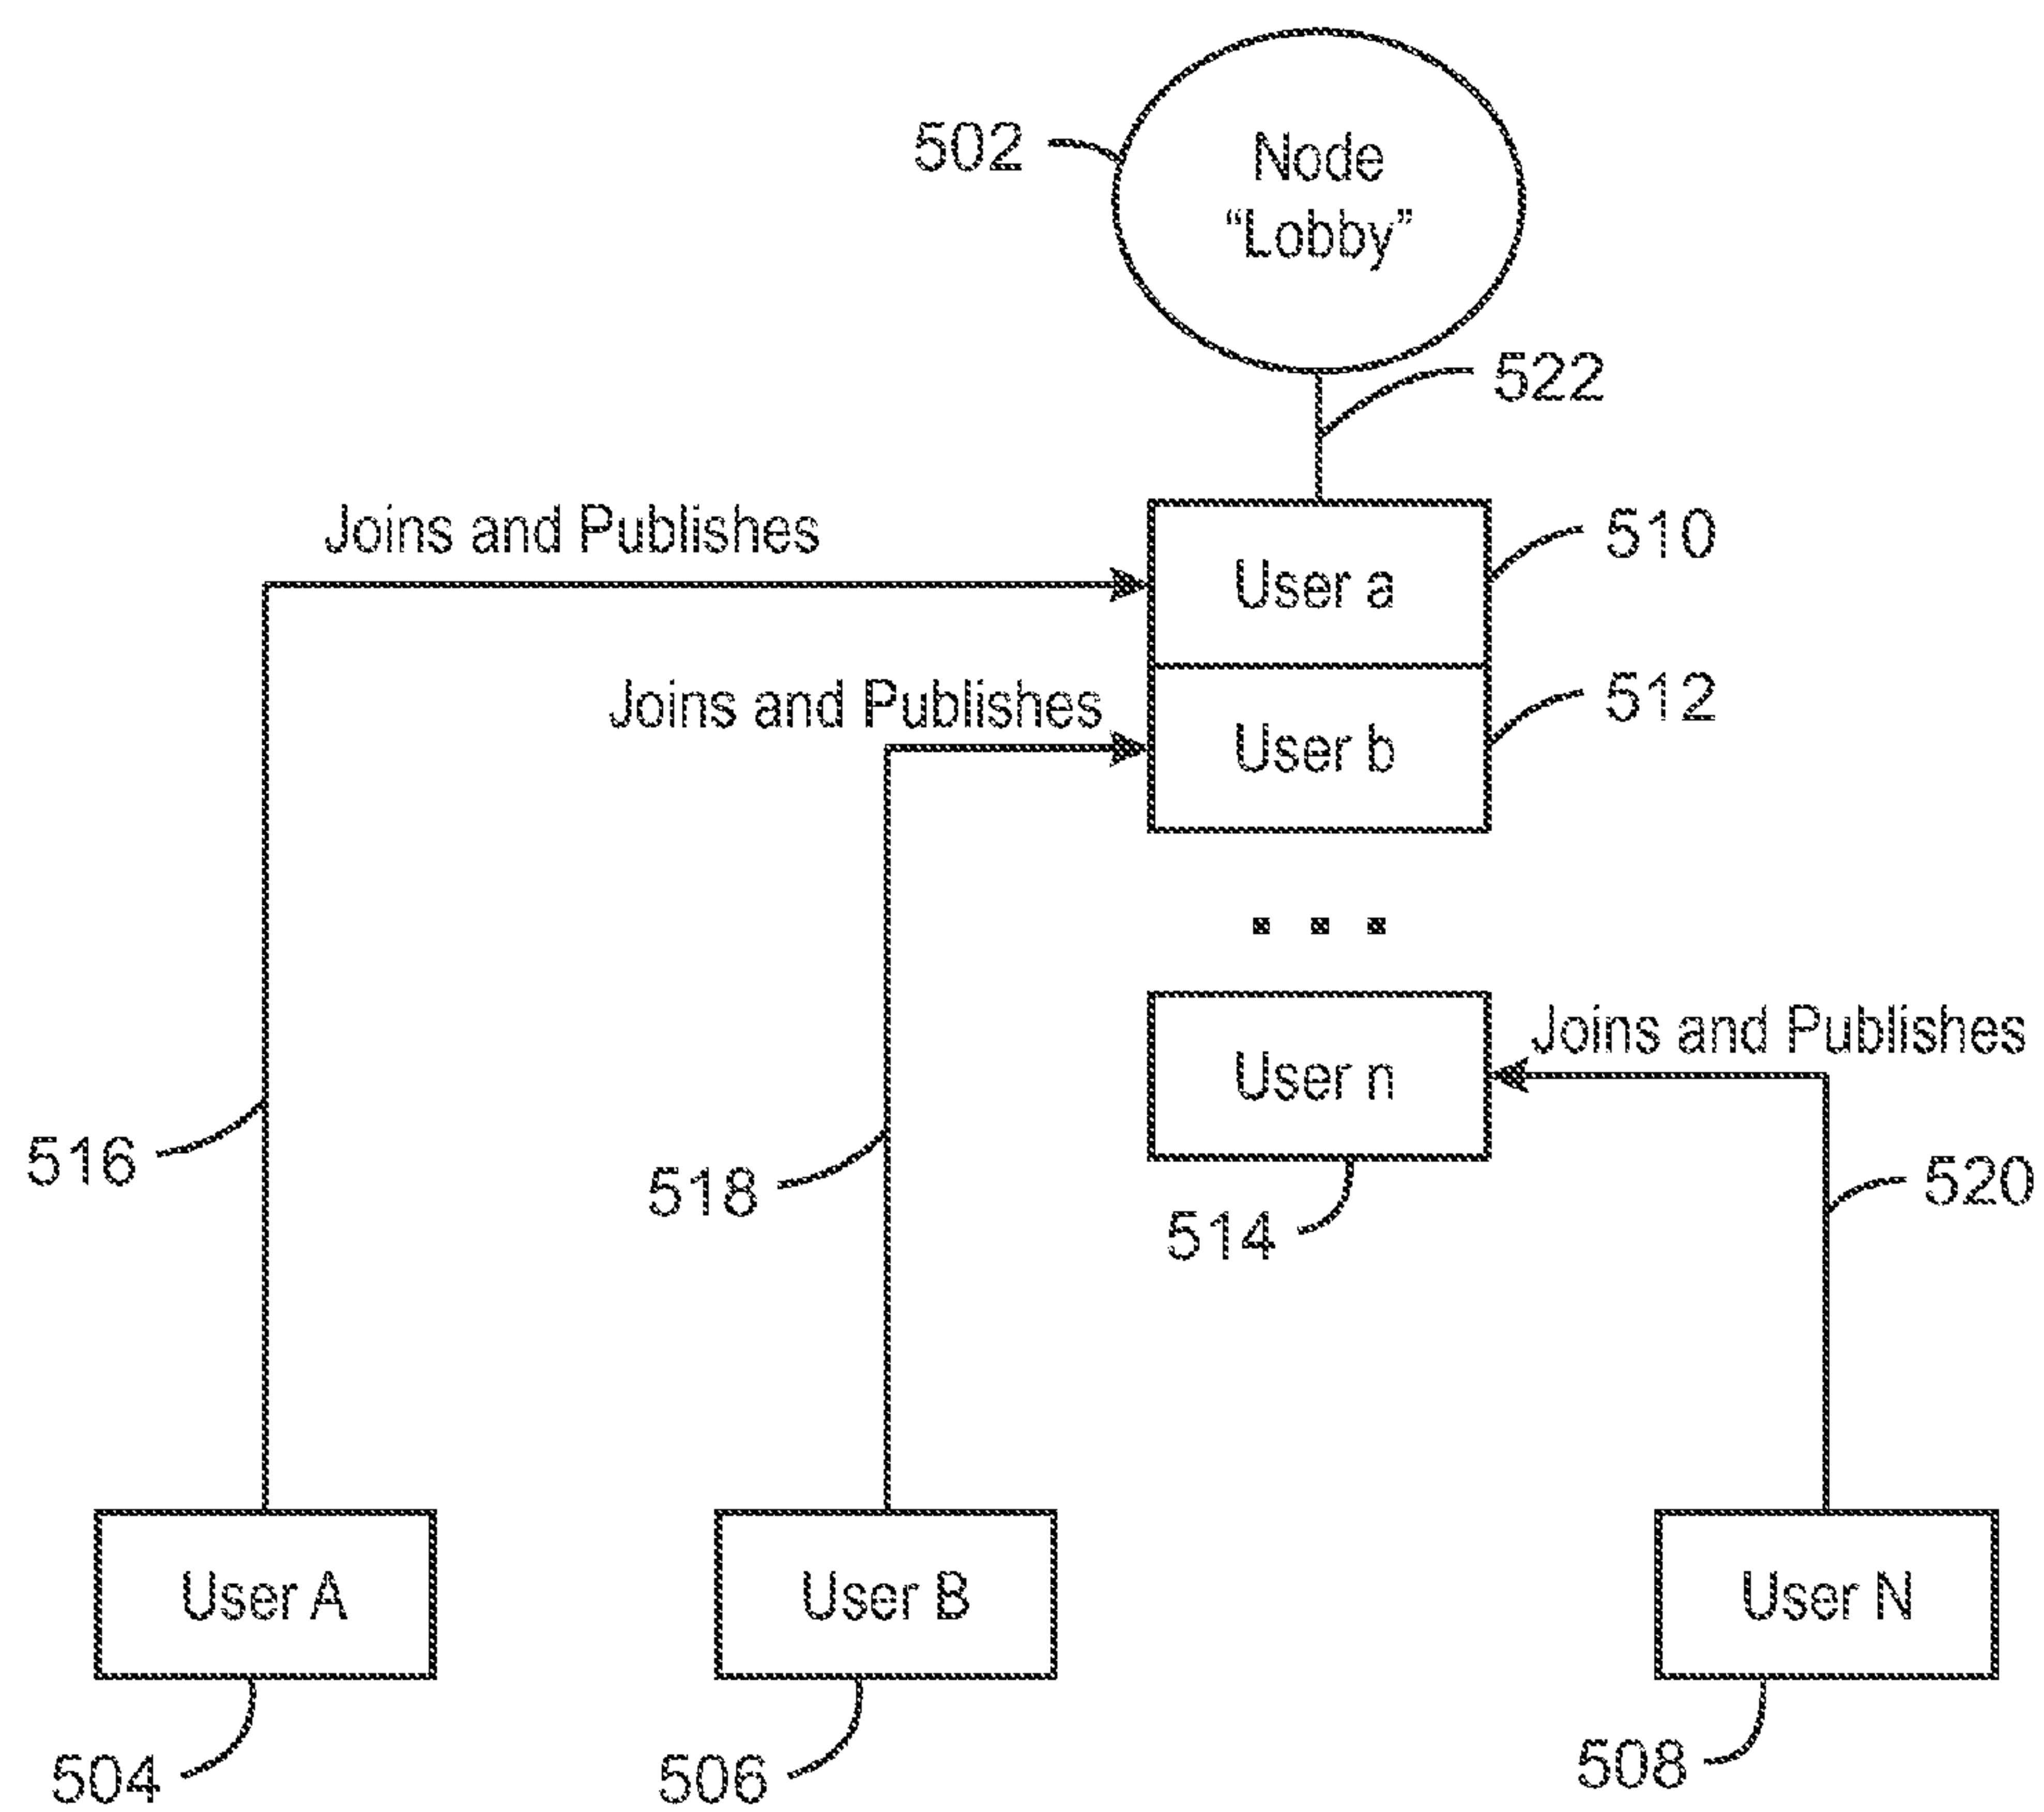 502
Node
“Lobby”
522
Joins and Publishes
510
User a
Joins and Publishes
512
User b
. . .
Joins and Publishes
User n
516
518
514
520
User A
User B
User N
504
506
508